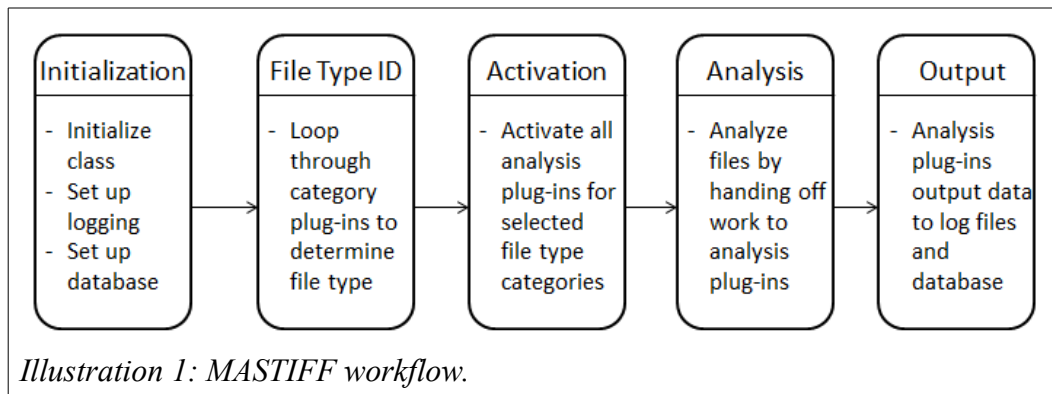 Initialization
- Initialize
class
- Set up
logging
- Set up
database
File Type ID
- Loop
through
category
plug-ins to
determine
file type
Activation
- Activate all
analysis
plug-ins for
selected
file type
categories
Analysis
- Analyze
files by
handing off
work to
analysis
plug-ins
Output
- Analysis
plug-ins
output data
to log files
and
database
Illustration 1: MASTIFF workflow.